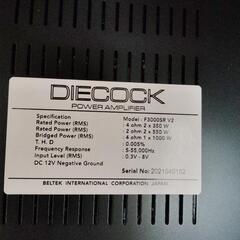 DIECOCK
POWER AMPLIFIER
Specification Model : F3000SR V2
Rated Power (RMS) : 4 ohm 2 x 350 W
Rated Power (RMS) : 2 ohm 2 x 550 W
Bridged Power (RMS) : 4 ohm 1 x 1000 W
T. H. D : 0.005%
Frequency Response : 5-55,000Hz
Input Level (RMS) : 0.3V - 8V
DC 12V Negative Ground
Serial No: 2021040102
BELTEK INTERNATIONAL CORPORATION JAPAN